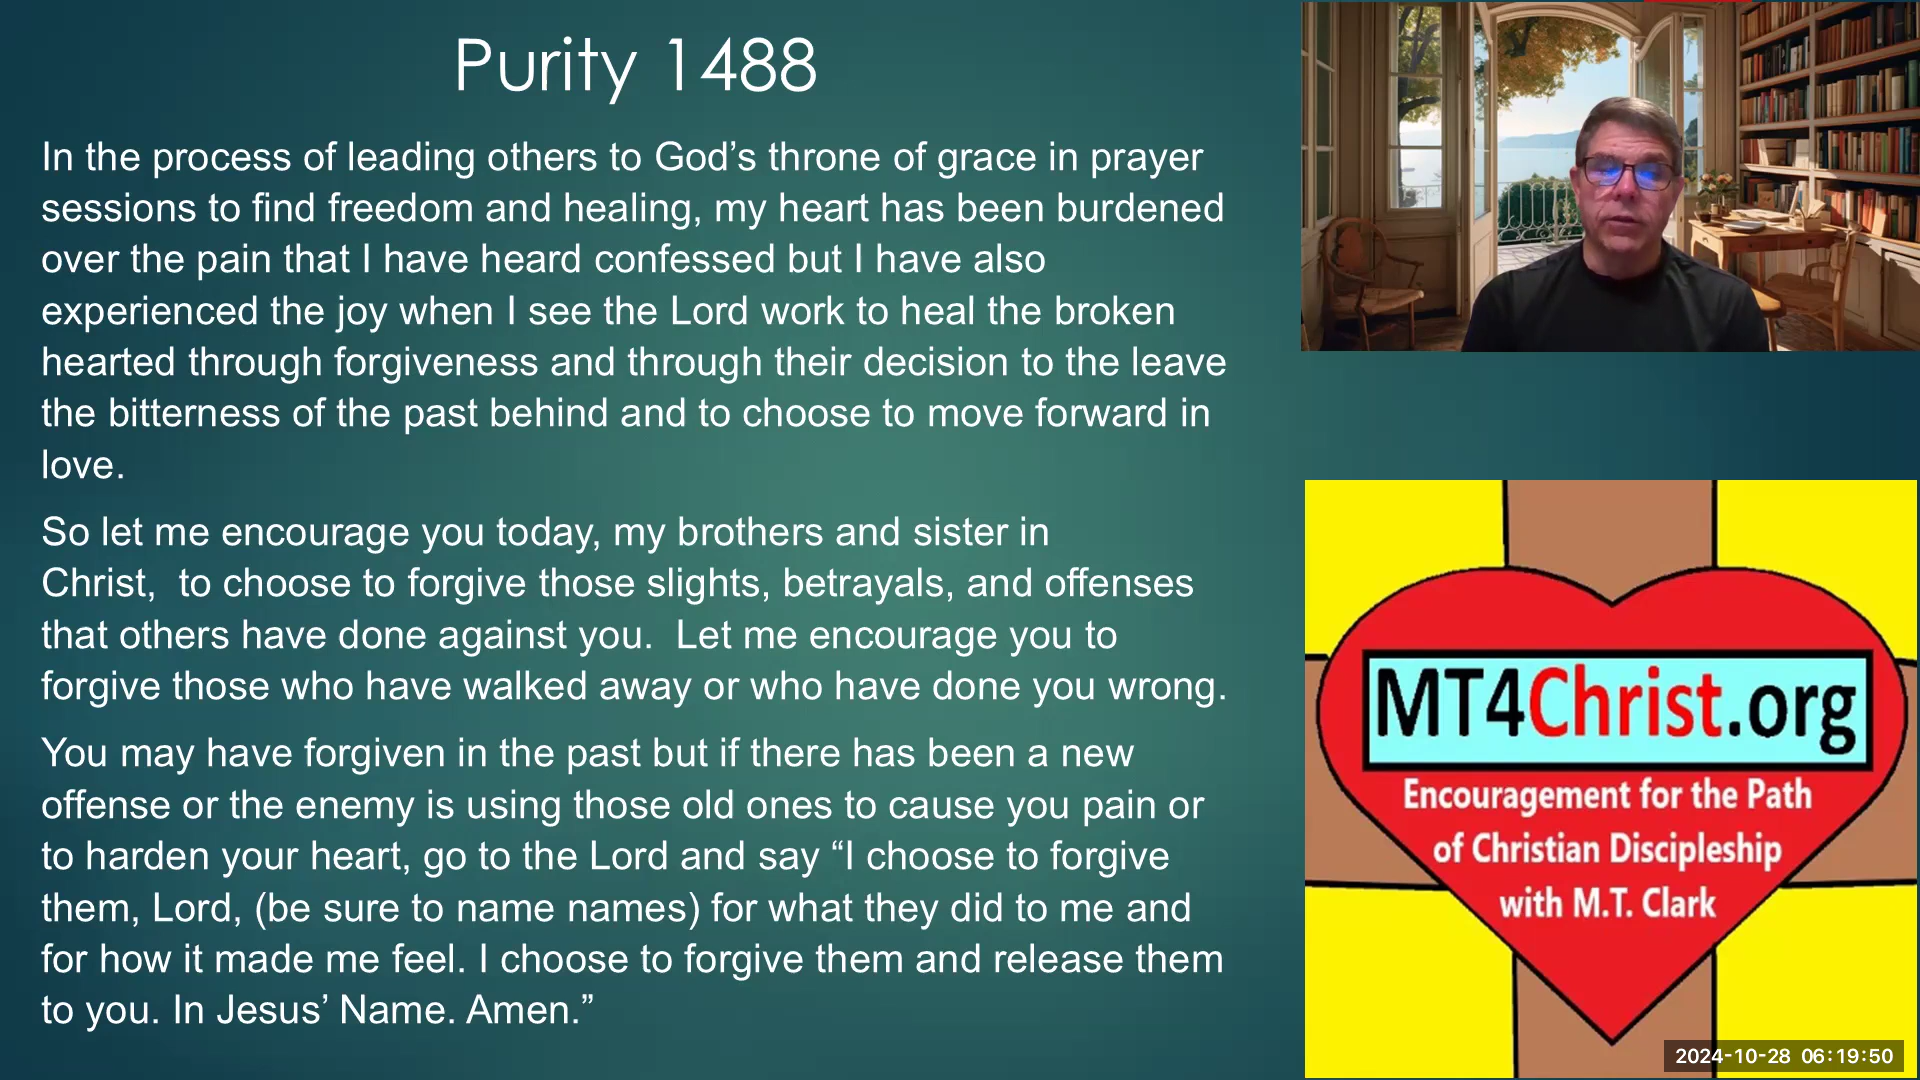 Purity 1488
In the process of leading others to God’s throne of grace in prayer
sessions to find freedom and healing, my heart has been burdened
over the pain that I have heard confessed but I have also
experienced the joy when I see the Lord work to heal the broken
hearted through forgiveness and through their decision to the leave
the bitterness of the past behind and to choose to move forward in
love.
So let me encourage you today, my brothers and sister in
Christ,  to choose to forgive those slights, betrayals, and offenses
that others have done against you.  Let me encourage you to
forgive those who have walked away or who have done you wrong.
You may have forgiven in the past but if there has been a new
offense or the enemy is using those old ones to cause you pain or
to harden your heart, go to the Lord and say “I choose to forgive
them, Lord, (be sure to name names) for what they did to me and
for how it made me feel. I choose to forgive them and release them
to you. In Jesus’ Name. Amen.”
MT4Christ.org
Encouragement for the Path
of Christian Discipleship
with M.T. Clark
2024-10-28 06:19:50